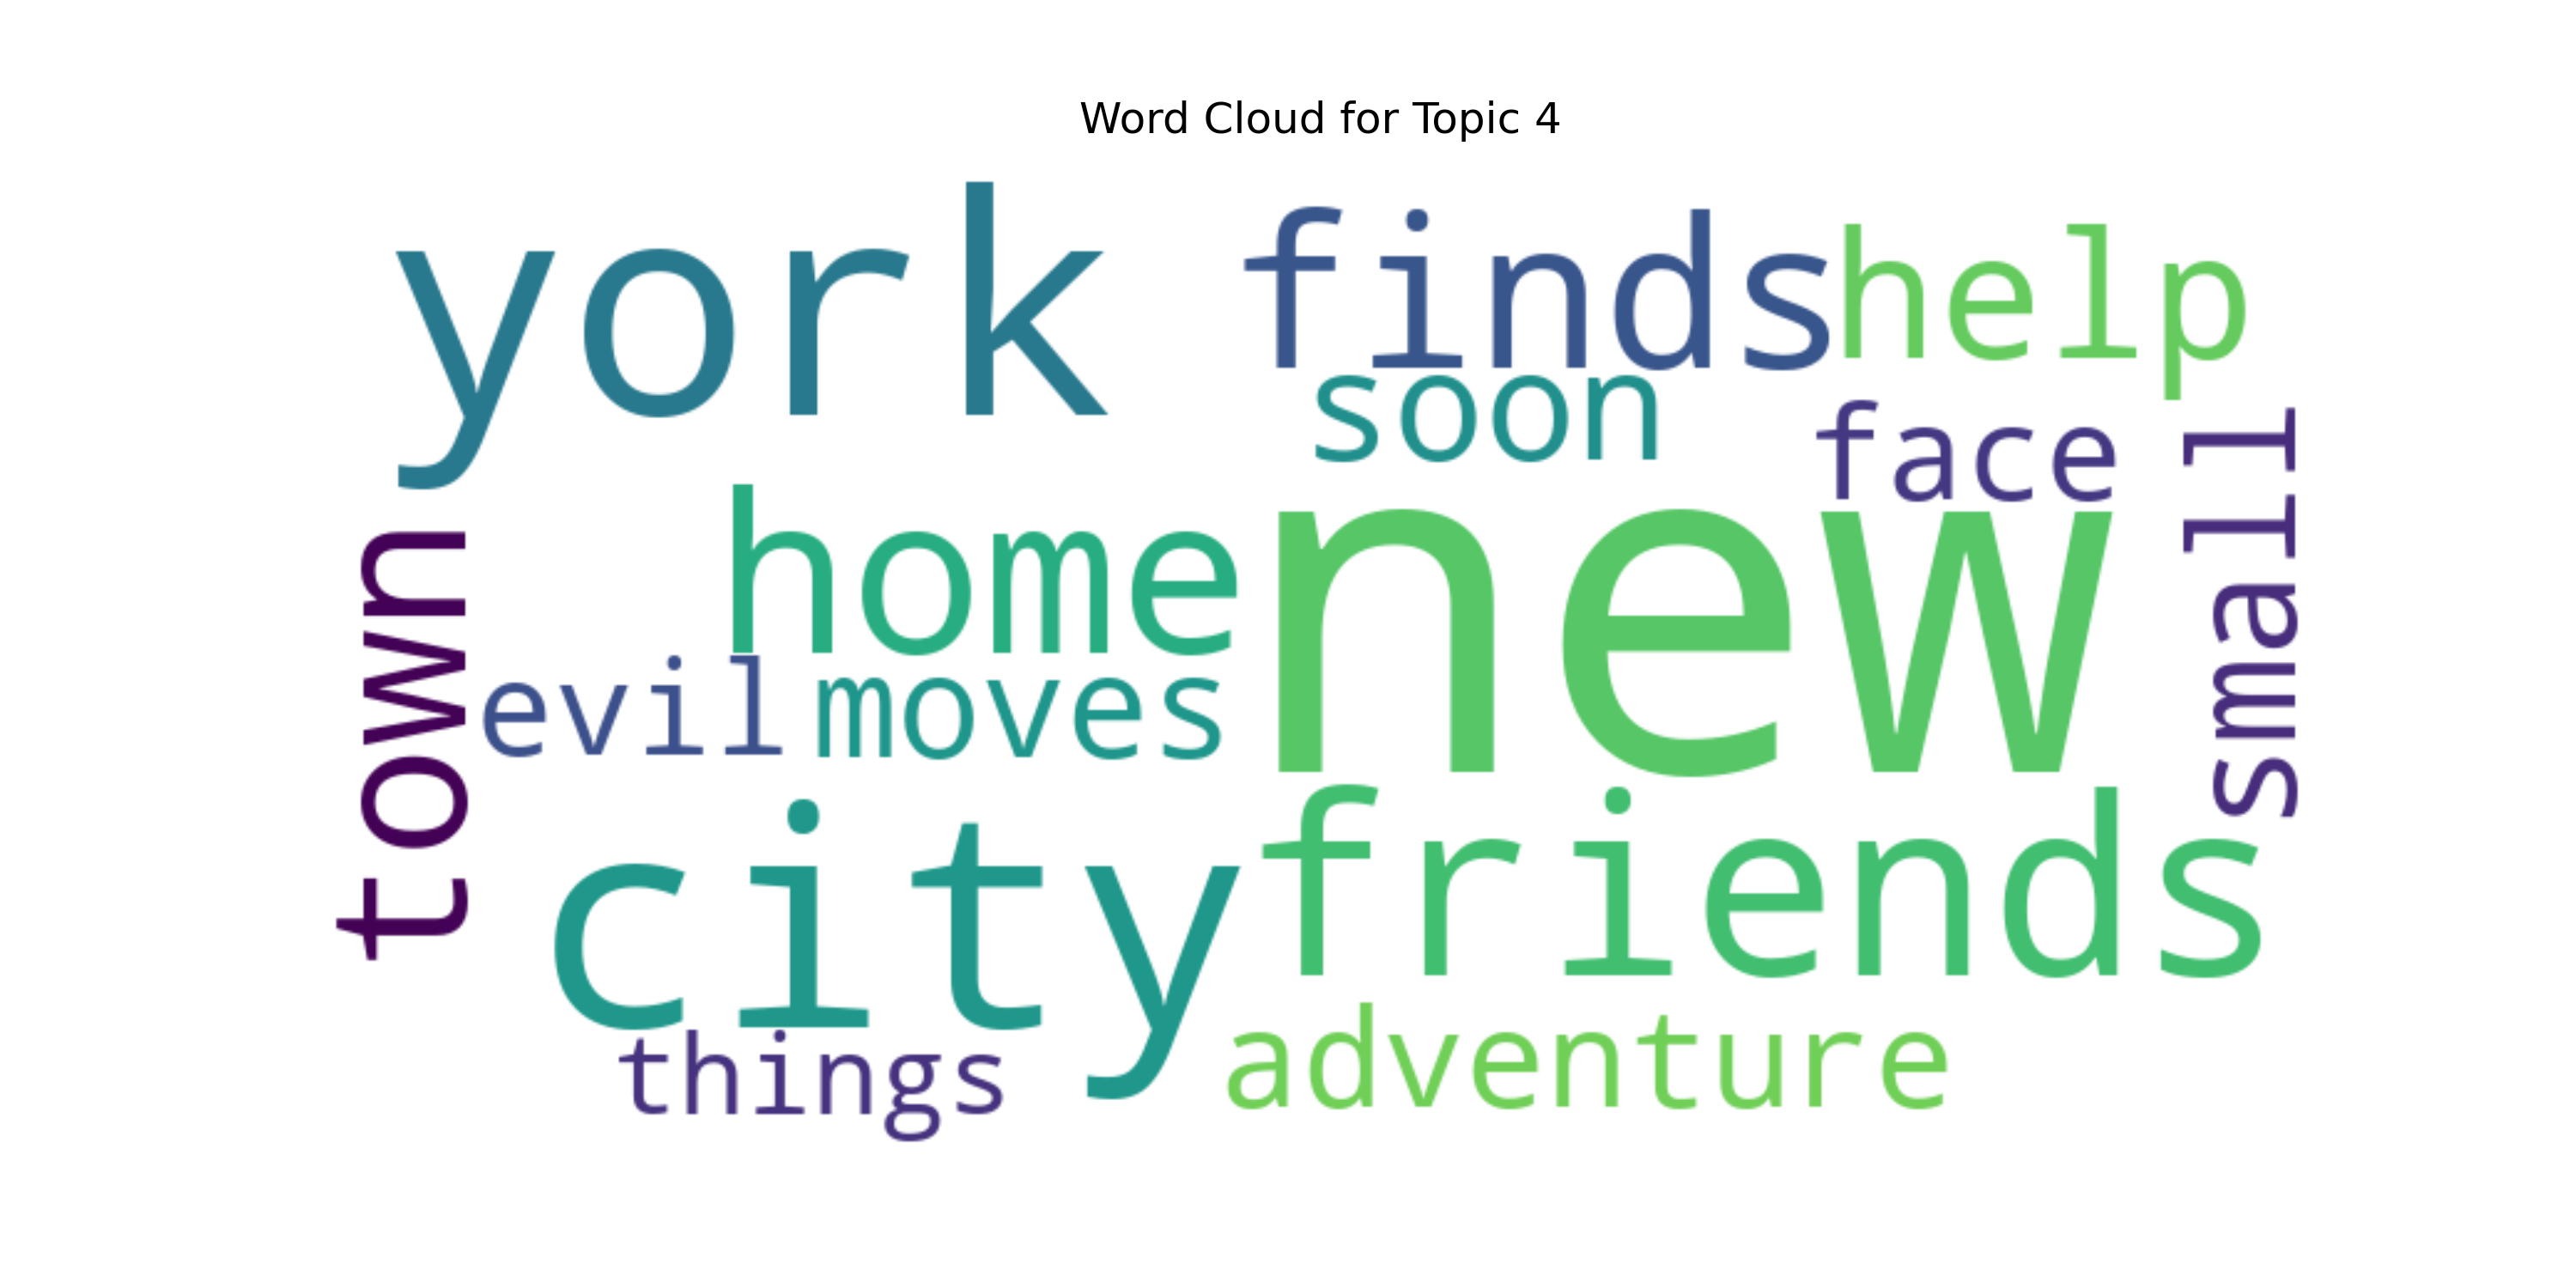 Word Cloud for Topic 4
york
finds
help
soon
face
small
town
home
new
evil
moves
city
friends
things
adventure